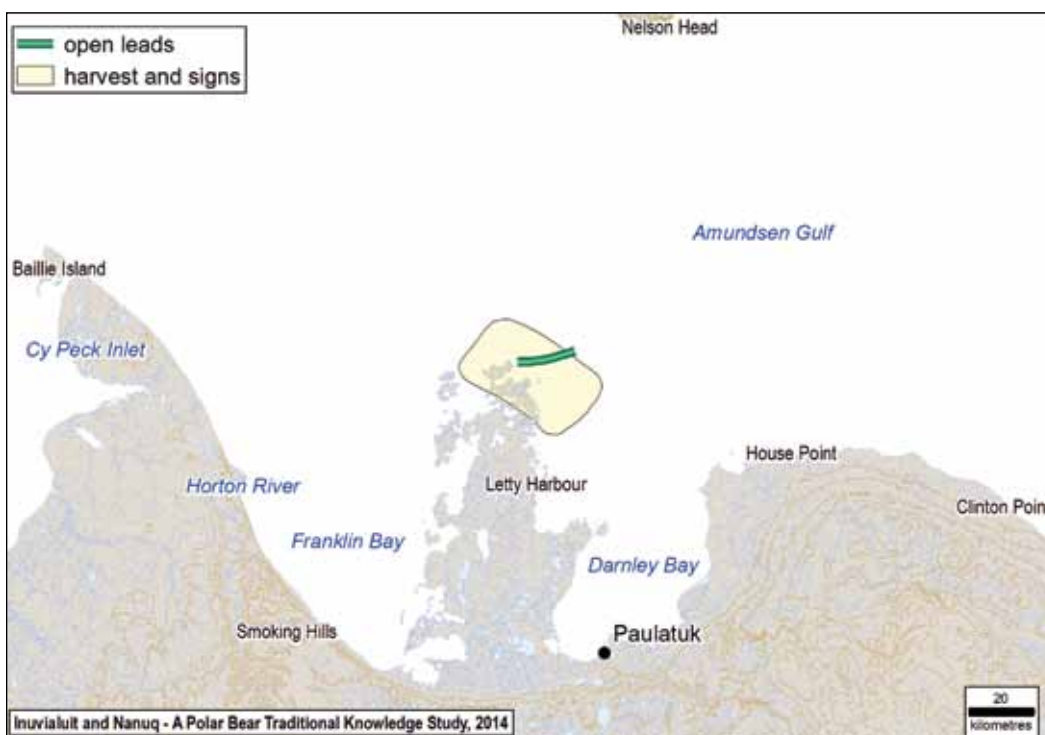 open leads
harvest and signs
Nelson Head
Amundsen Gulf
Baillie Island
Cy Peck Inlet
House Point
Horton River
Letty Harbour
Clinton Poin
Franklin Bay
Darnley Bay
Smoking Hills
Paulatuk
20
kilometres
Inuvialuit and Nanuq - A Polar Bear Traditional Knowledge Study, 2014